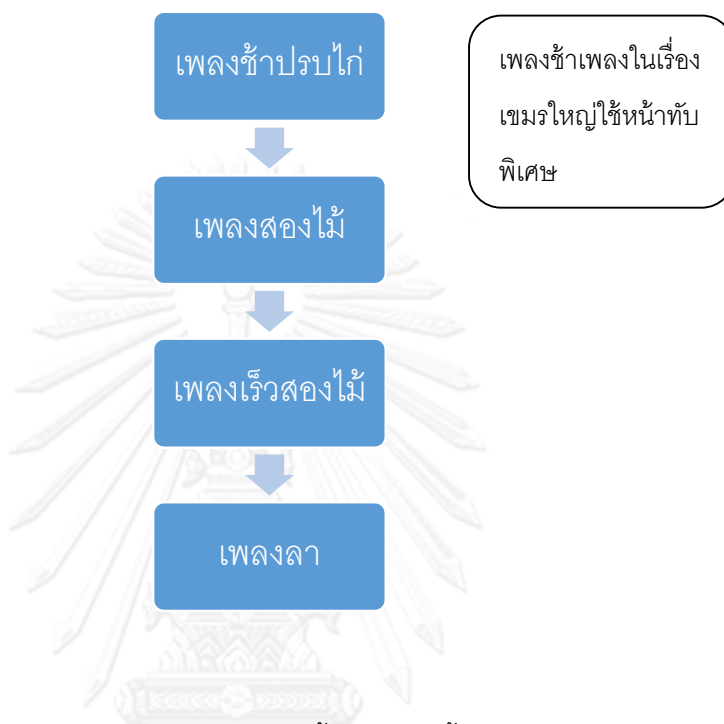 เพลงช้าปรบไก่
เพลงสองไม้
เพลงเร็วสองไม้
เพลงลา
เพลงช้าเพลงในเรื่อง
เขมรใหญ่ใช้หน้าทับ
พิเศษ